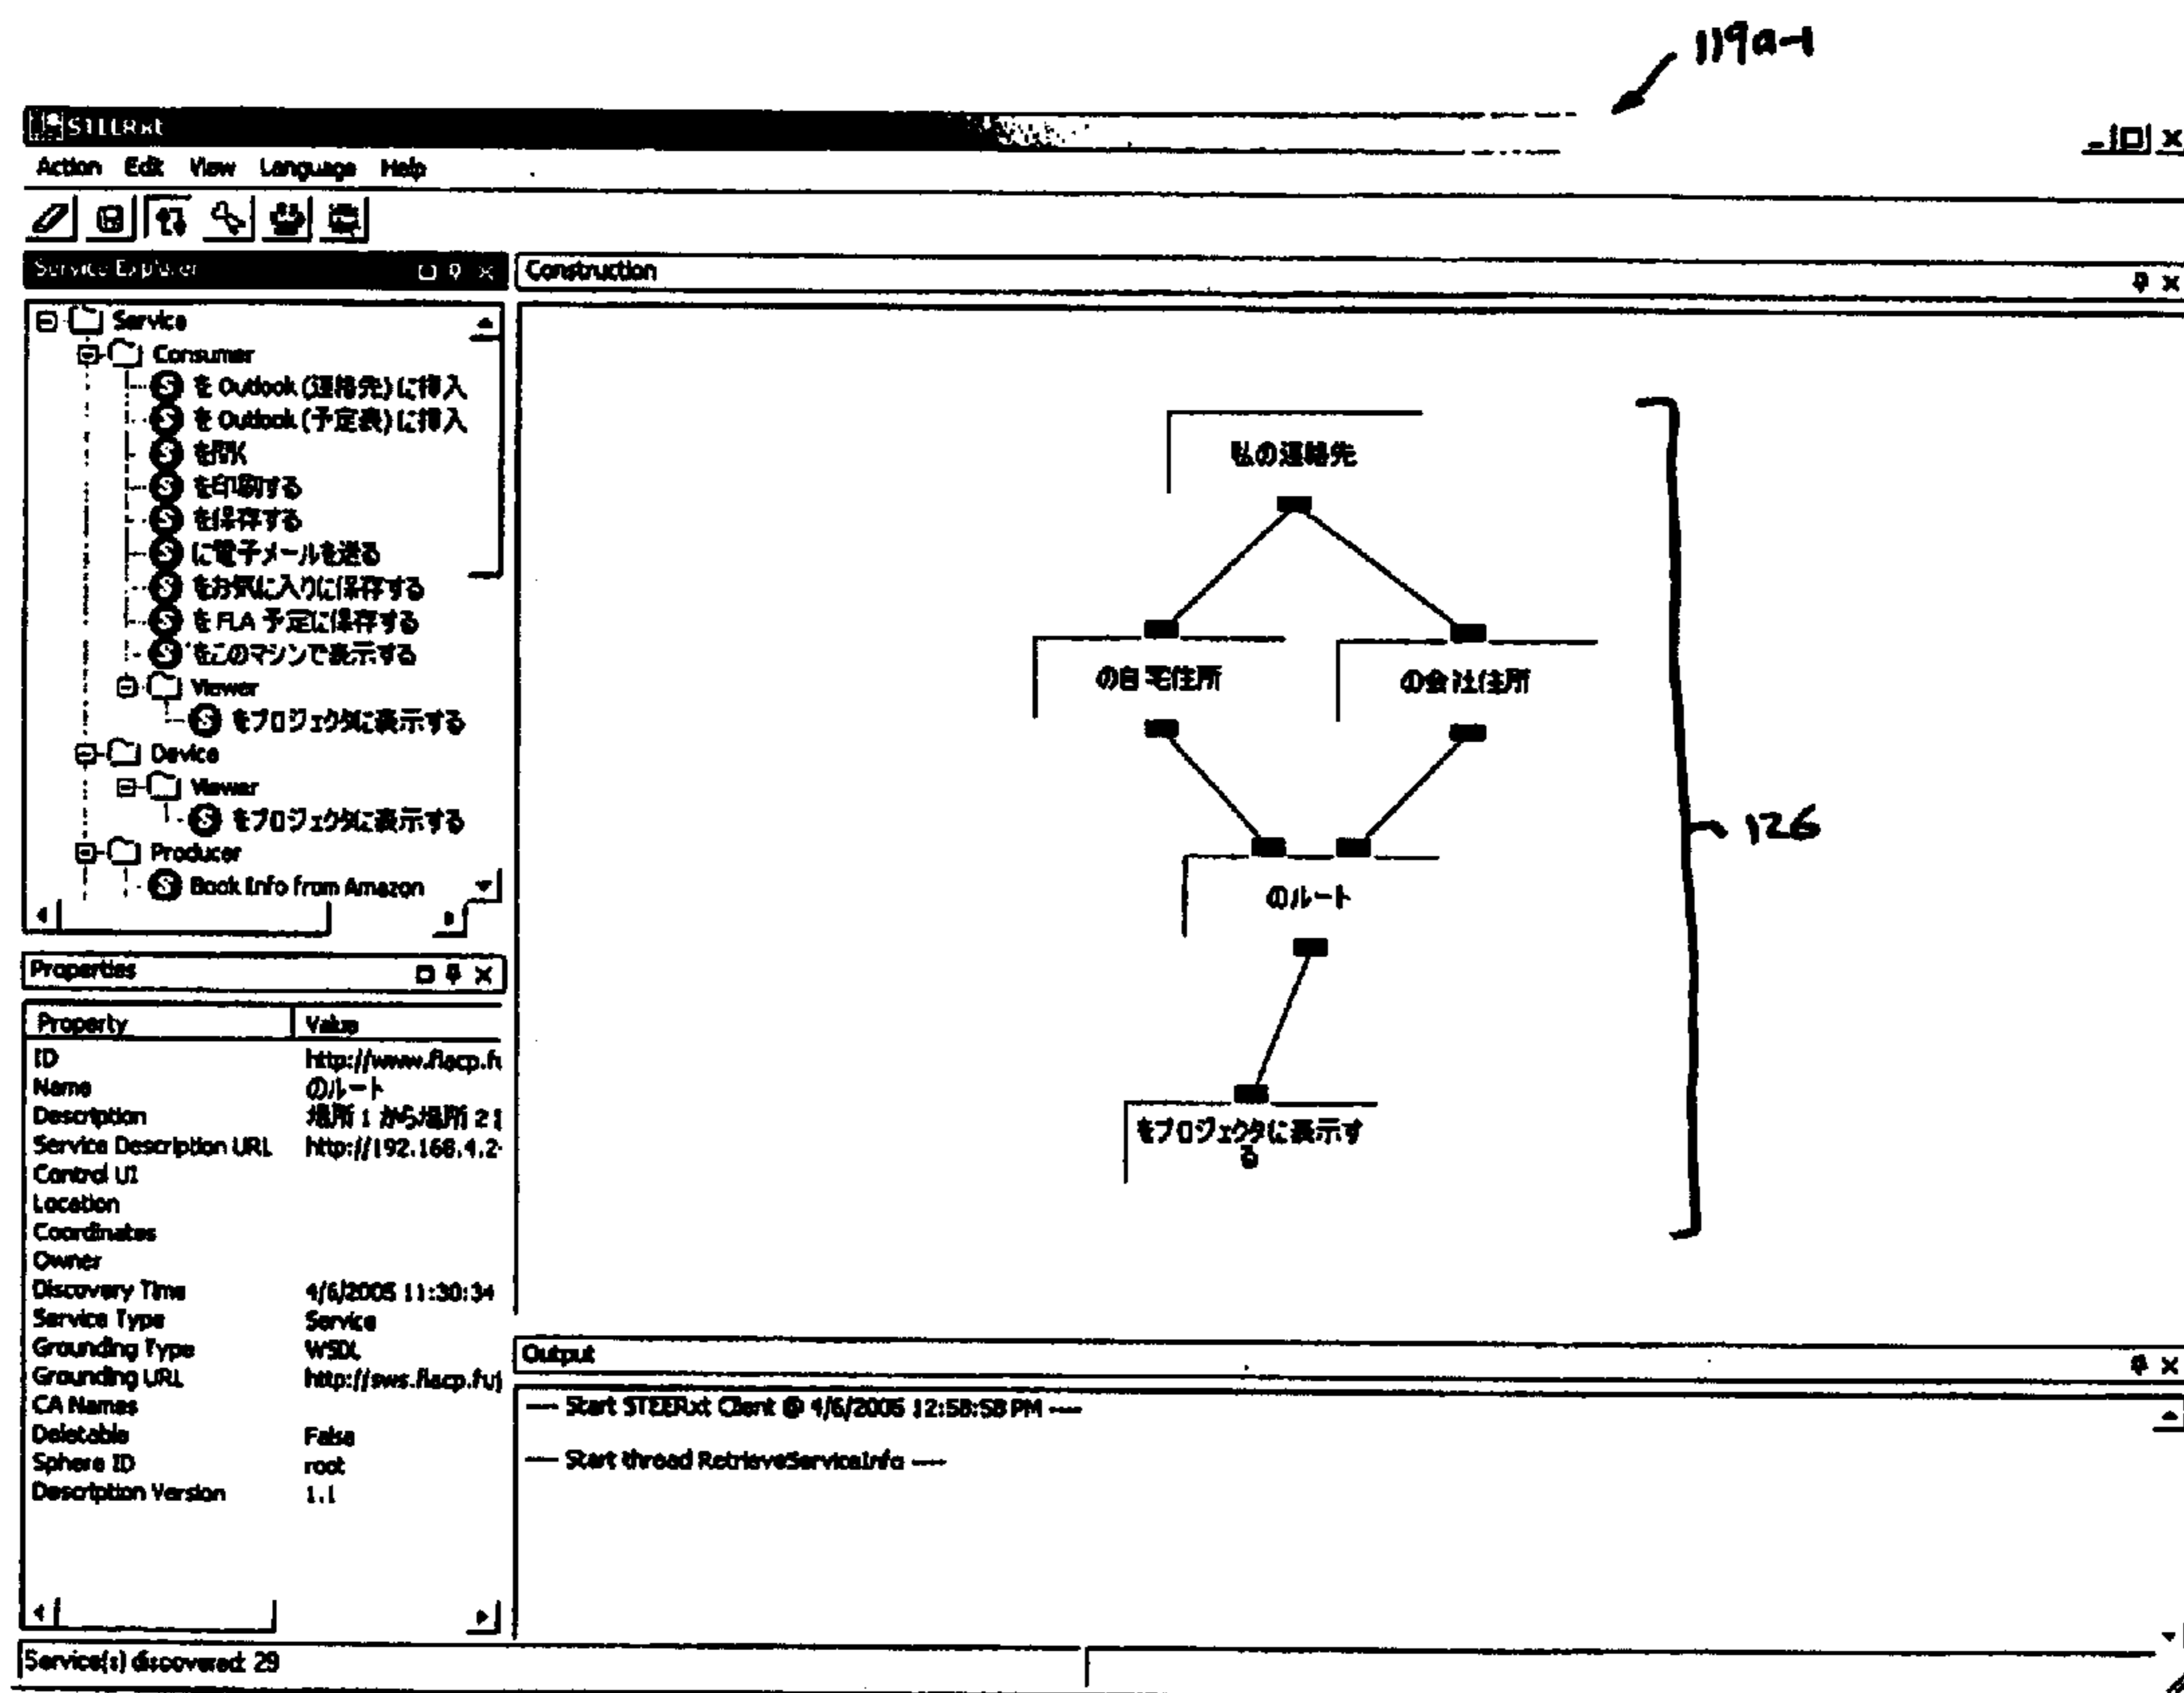 119a-1
STEERxt
Action Edit View Language Help
Service Explorer
Construction
Service
Consumer
を Outlook (連絡先) に挿入
を Outlook (予定表) に挿入
を開く
を印刷する
を保存する
に電子メールを送る
をお気に入りに保存する
を FLA 予定に保存する
をこのマシンで表示する
Viewer
をプロジェクタに表示する
Device
Viewer
をプロジェクタに表示する
Producer
Book Info from Amazon
私の連絡先
の自宅住所
の会社住所
のルート
をプロジェクタに表示す
る
126
Properties
Property Value
ID http://www.flacp.fu
Name のルート
Description 場所 1 から場所 2
Service Description URL http://192.168.4.2
Control UI
Location
Coordinates
Owner
Discovery Time 4/6/2005 11:30:34
Service Type Service
Grounding Type WSDL
Grounding URL http://sws.flacp.fuj
CA Names
Deletable False
Sphere ID root
Description Version 1.1
Output
--- Start STEERxt Client @ 4/6/2005 12:58:58 PM ---
--- Start thread RetrieveServiceInfo ---
Service(s) discovered: 29